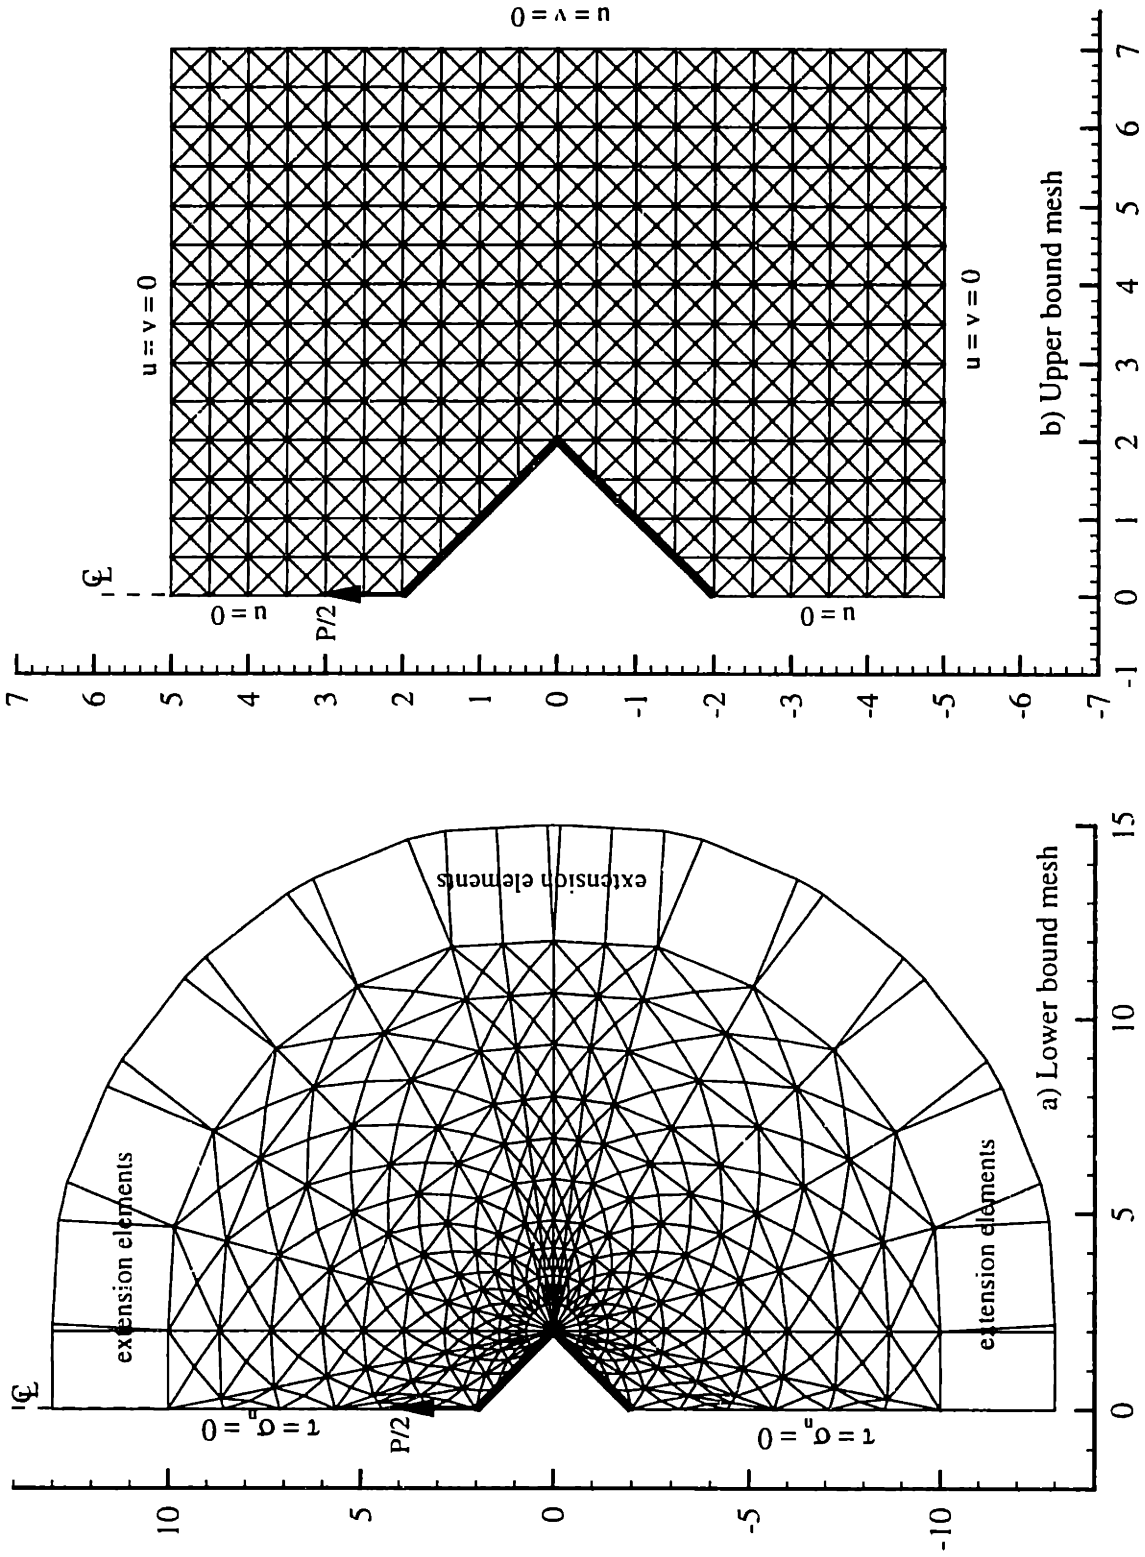 u = v = 0
u = v = 0
u = v = 0
b) Upper bound mesh
℄
u = 0
P/2
u = 0
7
6
5
4
3
2
1
0
-1
-2
-3
-4
-5
-6
-7
-1
0
1
2
3
4
5
6
7
extension elements
extension elements
extension elements
a) Lower bound mesh
℄
τ = σₙ = 0
P/2
τ = σₙ = 0
10
5
0
-5
-10
0
5
10
15